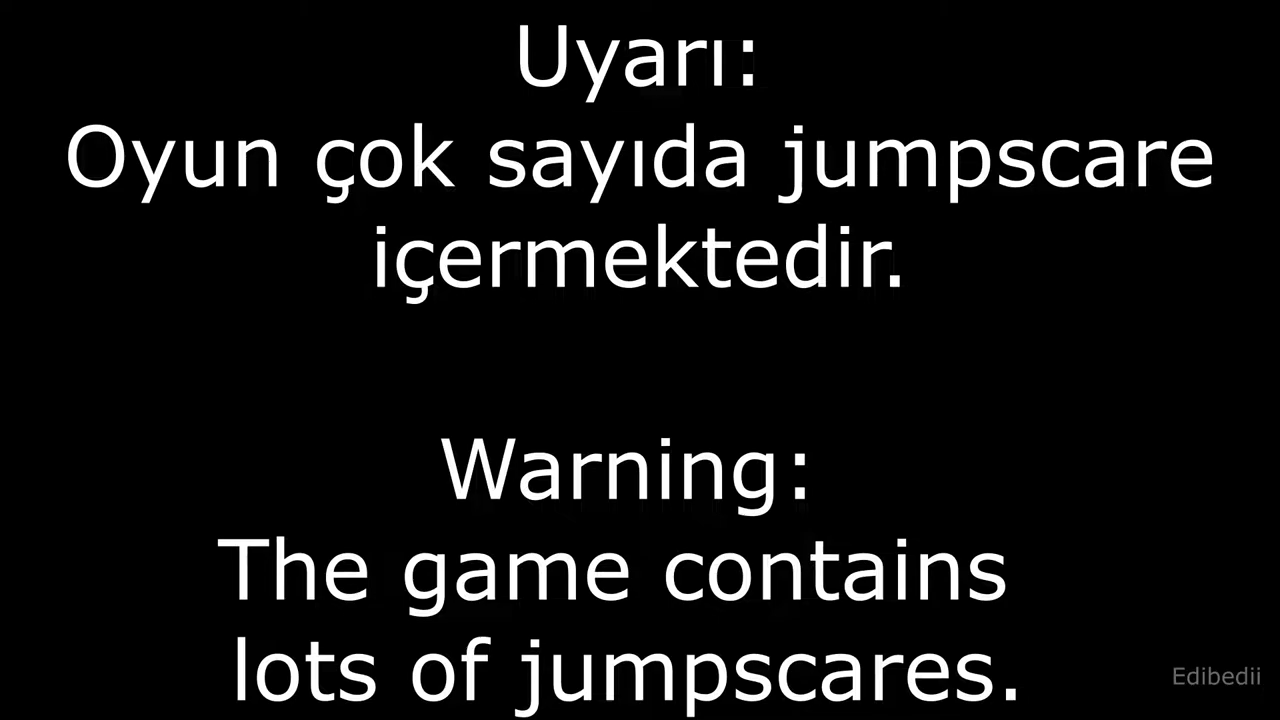 Uyarı:
Oyun çok sayıda jumpscare
içermektedir.
Warning:
The game contains
lots of jumpscares.
Edibedii